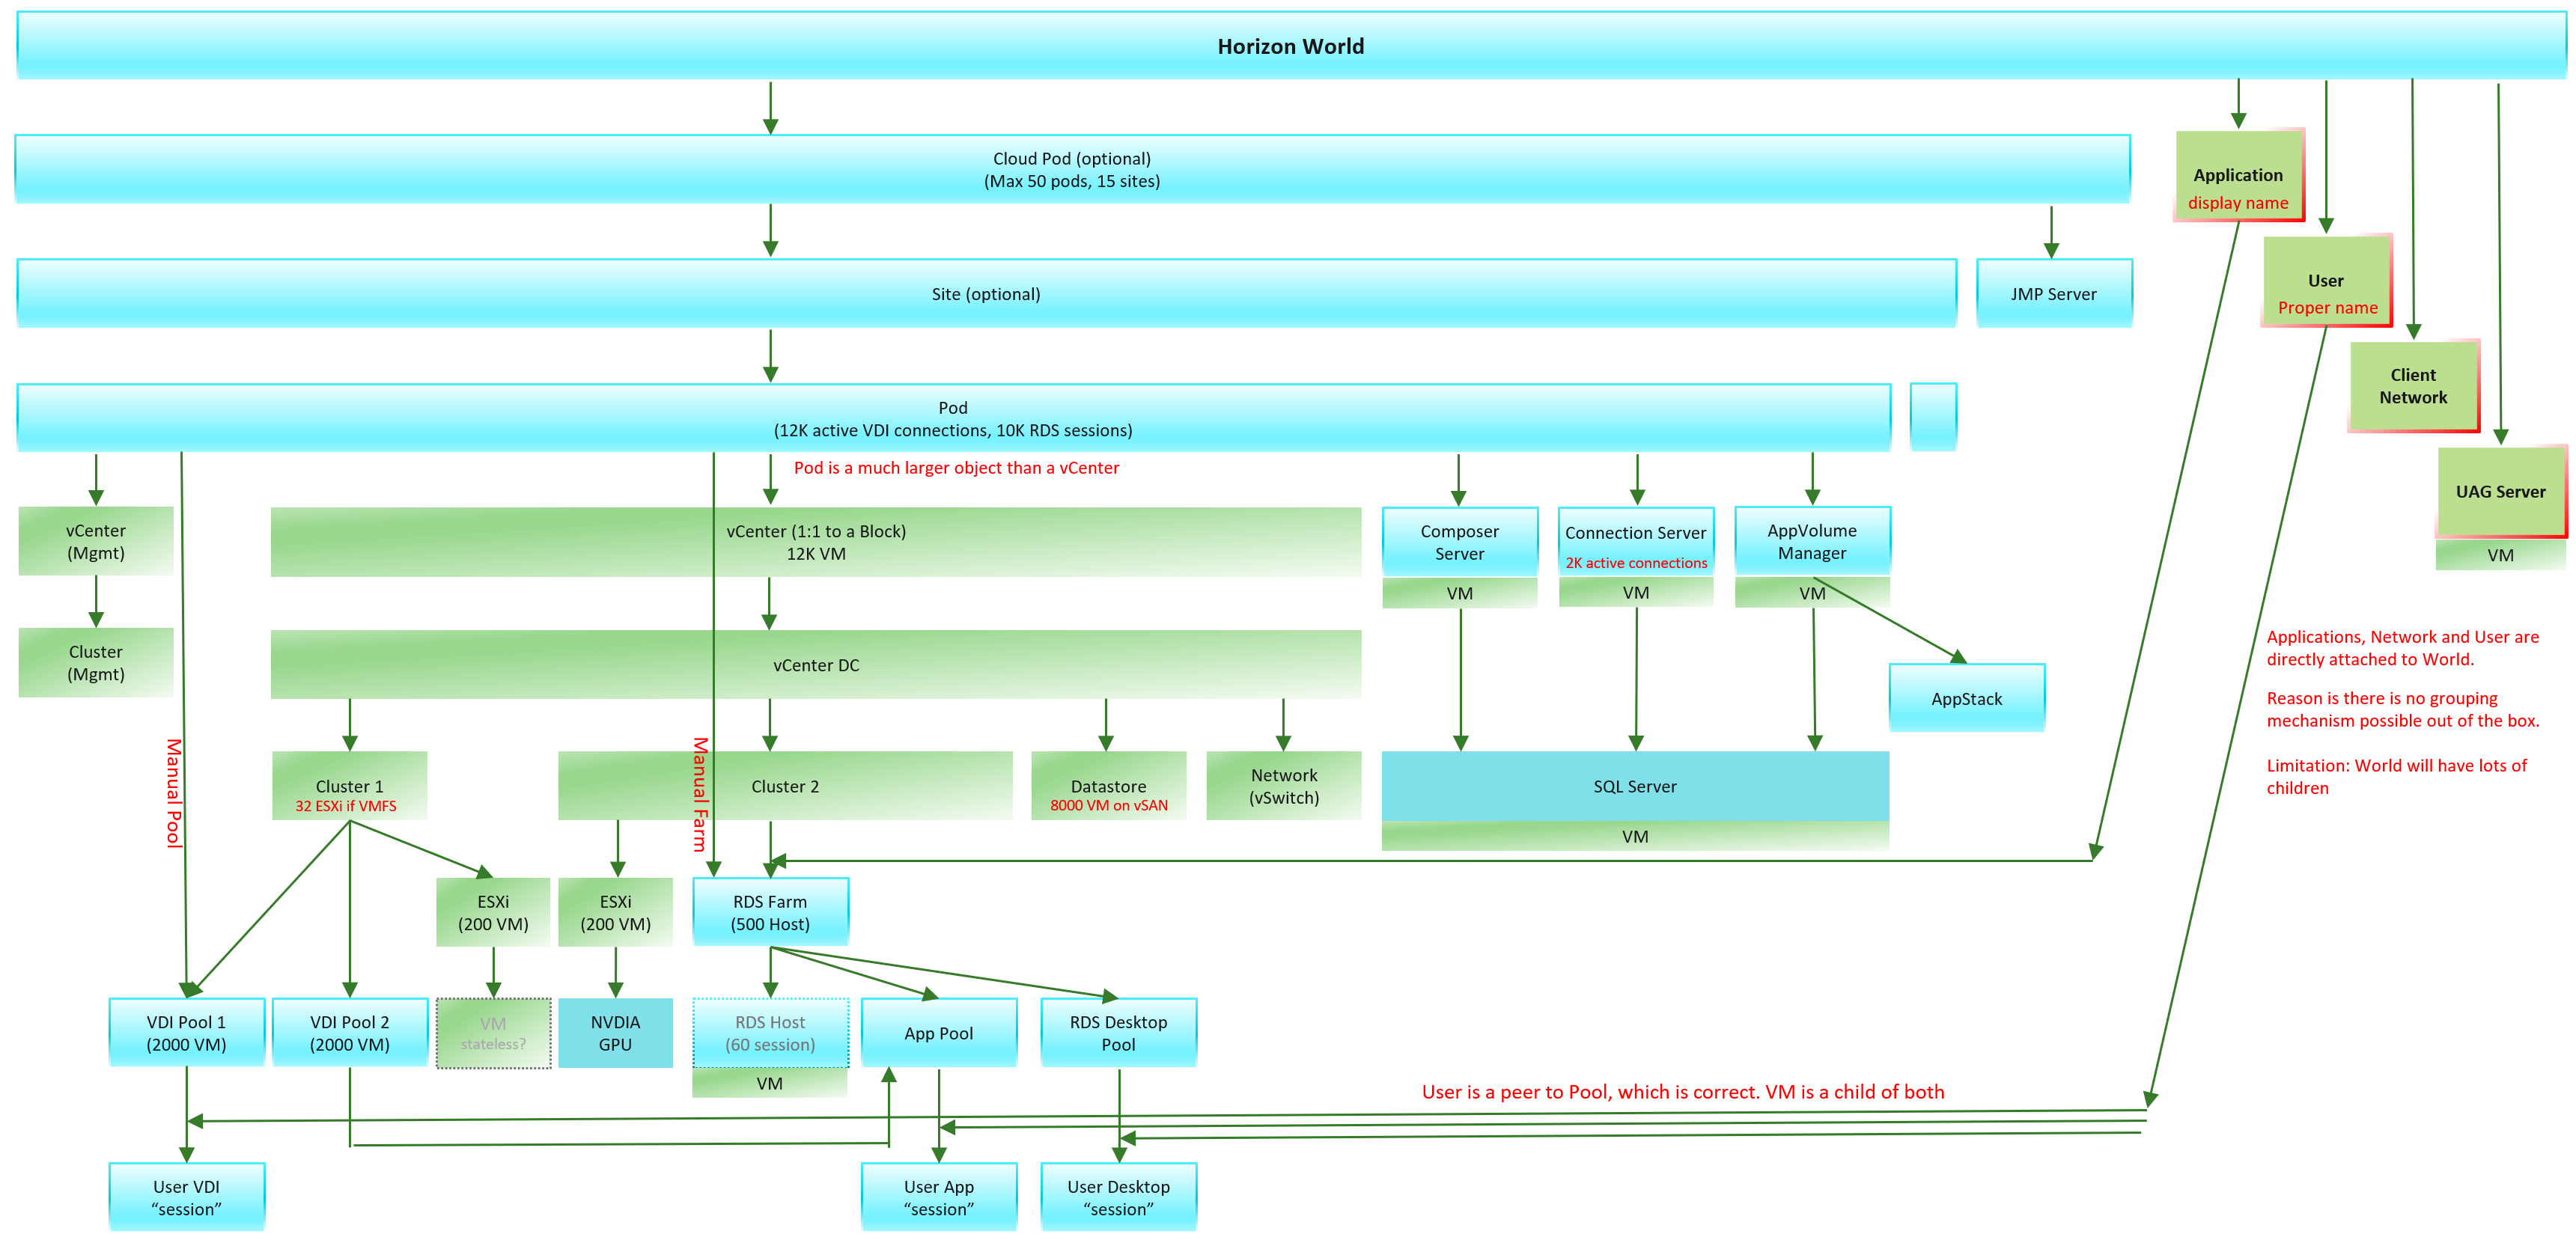 Horizon World
Cloud Pod (optional)
(Max 50 pods, 15 sites)
Application
display name
Site (optional)
JMP Server
User
Proper name
Pod
(12K active VDI connections, 10K RDS sessions)
Client
Network
Pod is a much larger object than a vCenter
UAG Server
VM
vCenter
(Mgmt)
vCenter (1:1 to a Block)
12K VM
Composer
Server
VM
Connection Server
2K active connections
VM
AppVolume
Manager
VM
Cluster
(Mgmt)
vCenter DC
AppStack
Applications, Network and User are
directly attached to World.
Reason is there is no grouping
mechanism possible out of the box.
Limitation: World will have lots of
children
Manual Pool
Cluster 1
32 ESXi if VMFS
Manual Farm
Cluster 2
Datastore
8000 VM on vSAN
Network
(vSwitch)
SQL Server
VM
ESXi
(200 VM)
ESXi
(200 VM)
RDS Farm
(500 Host)
VDI Pool 1
(2000 VM)
VDI Pool 2
(2000 VM)
VM
stateless?
NVDIA
GPU
RDS Host
(60 session)
VM
App Pool
RDS Desktop
Pool
User is a peer to Pool, which is correct. VM is a child of both
User VDI
“session”
User App
“session”
User Desktop
“session”